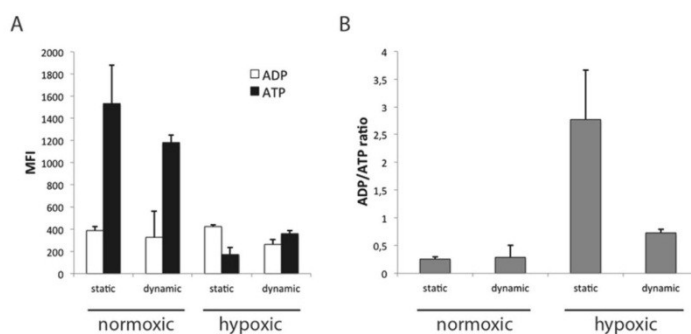 A
2000
1800
1600
1400
1200
1000
800
600
400
200
0
MFI
ADP
ATP
static dynamic static dynamic
normoxic hypoxic
B
4
3,5
3
2,5
2
1,5
1
0,5
0
ADP/ATP ratio
static dynamic static dynamic
normoxic hypoxic